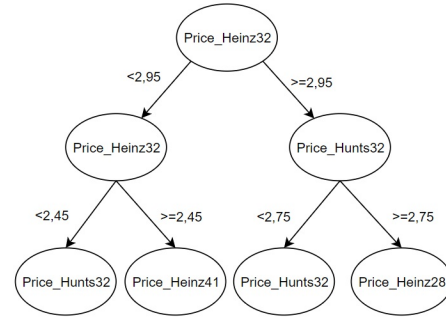 Price_Heinz32
<2,95
>=2,95
Price_Heinz32
Price_Hunts32
<2,45
>=2,45
<2,75
>=2,75
Price_Hunts32
Price_Heinz41
Price_Hunts32
Price_Heinz28